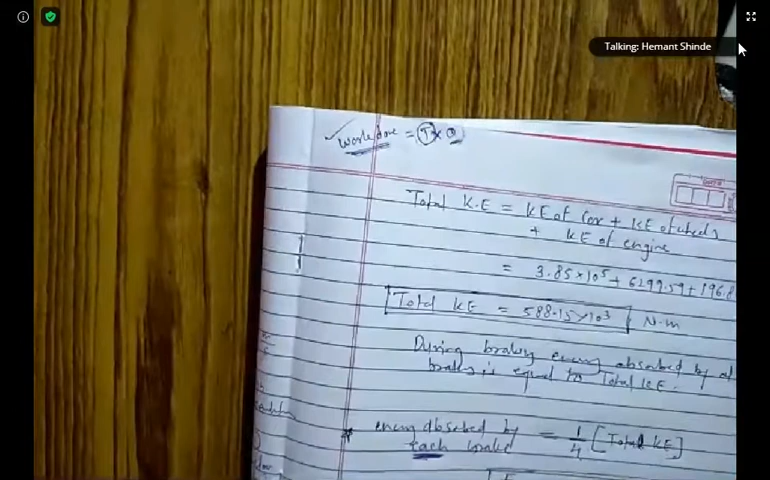 Talking: Hemant Shinde
✓ Work done = T × θ
Total K.E = KE of Car + KE of wheels
+ KE of engine
= 3.85×10⁵ + 6299.59 + 196.8
Total KE = 588.15×10³ N-m
During braking energy absorbed by all
brakes is equal to Total KE.
* energy absorbed by
each brake = 1/4 [Total KE]